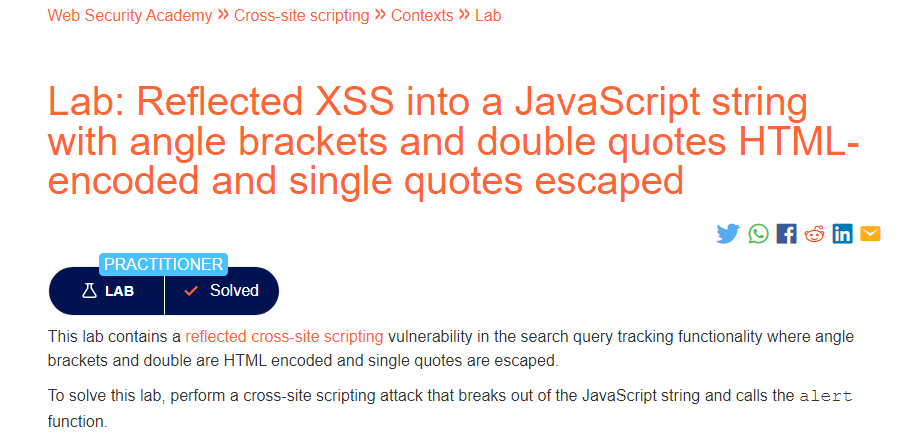 Web Security Academy » Cross-site scripting » Contexts » Lab
Lab: Reflected XSS into a JavaScript string
with angle brackets and double quotes HTML-
encoded and single quotes escaped
PRACTITIONER
LAB Solved
This lab contains a reflected cross-site scripting vulnerability in the search query tracking functionality where angle
brackets and double are HTML encoded and single quotes are escaped.
To solve this lab, perform a cross-site scripting attack that breaks out of the JavaScript string and calls the alert
function.